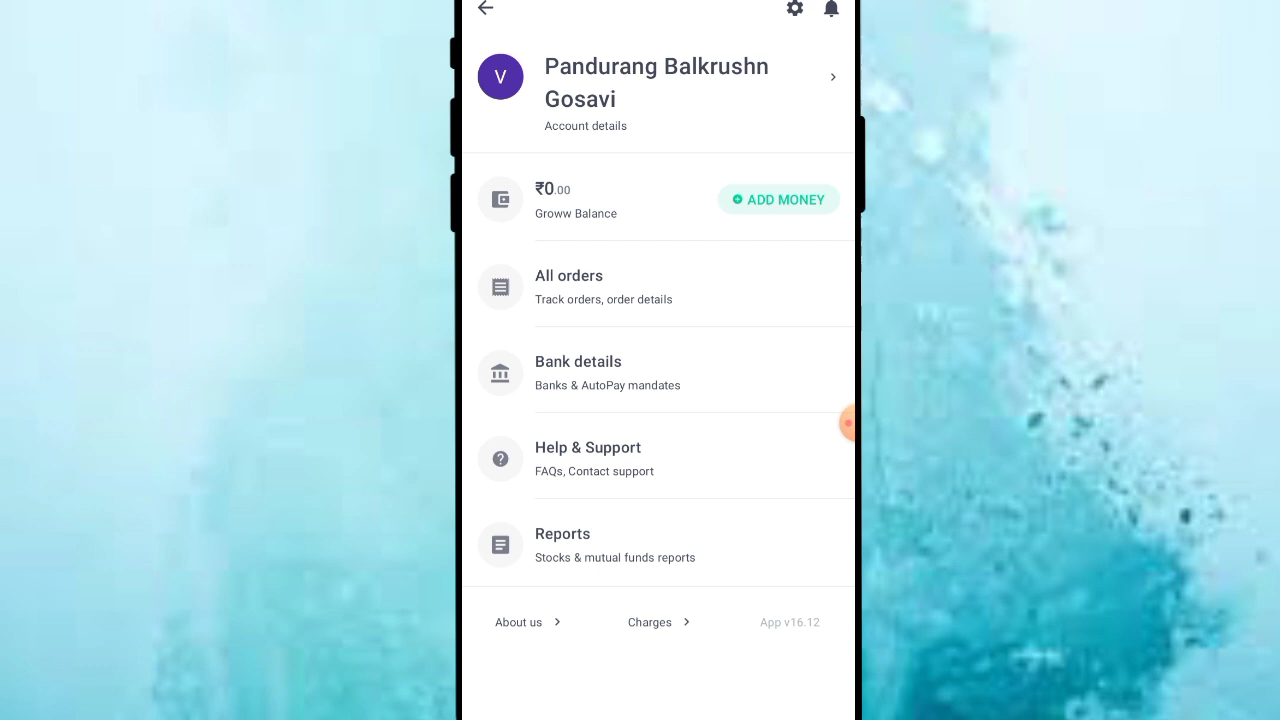 V
Pandurang Balkrushn
Gosavi
Account details
₹0.00
Groww Balance
ADD MONEY
All orders
Track orders, order details
Bank details
Banks & AutoPay mandates
Help & Support
FAQs, Contact support
Reports
Stocks & mutual funds reports
About us
Charges
App v16.12